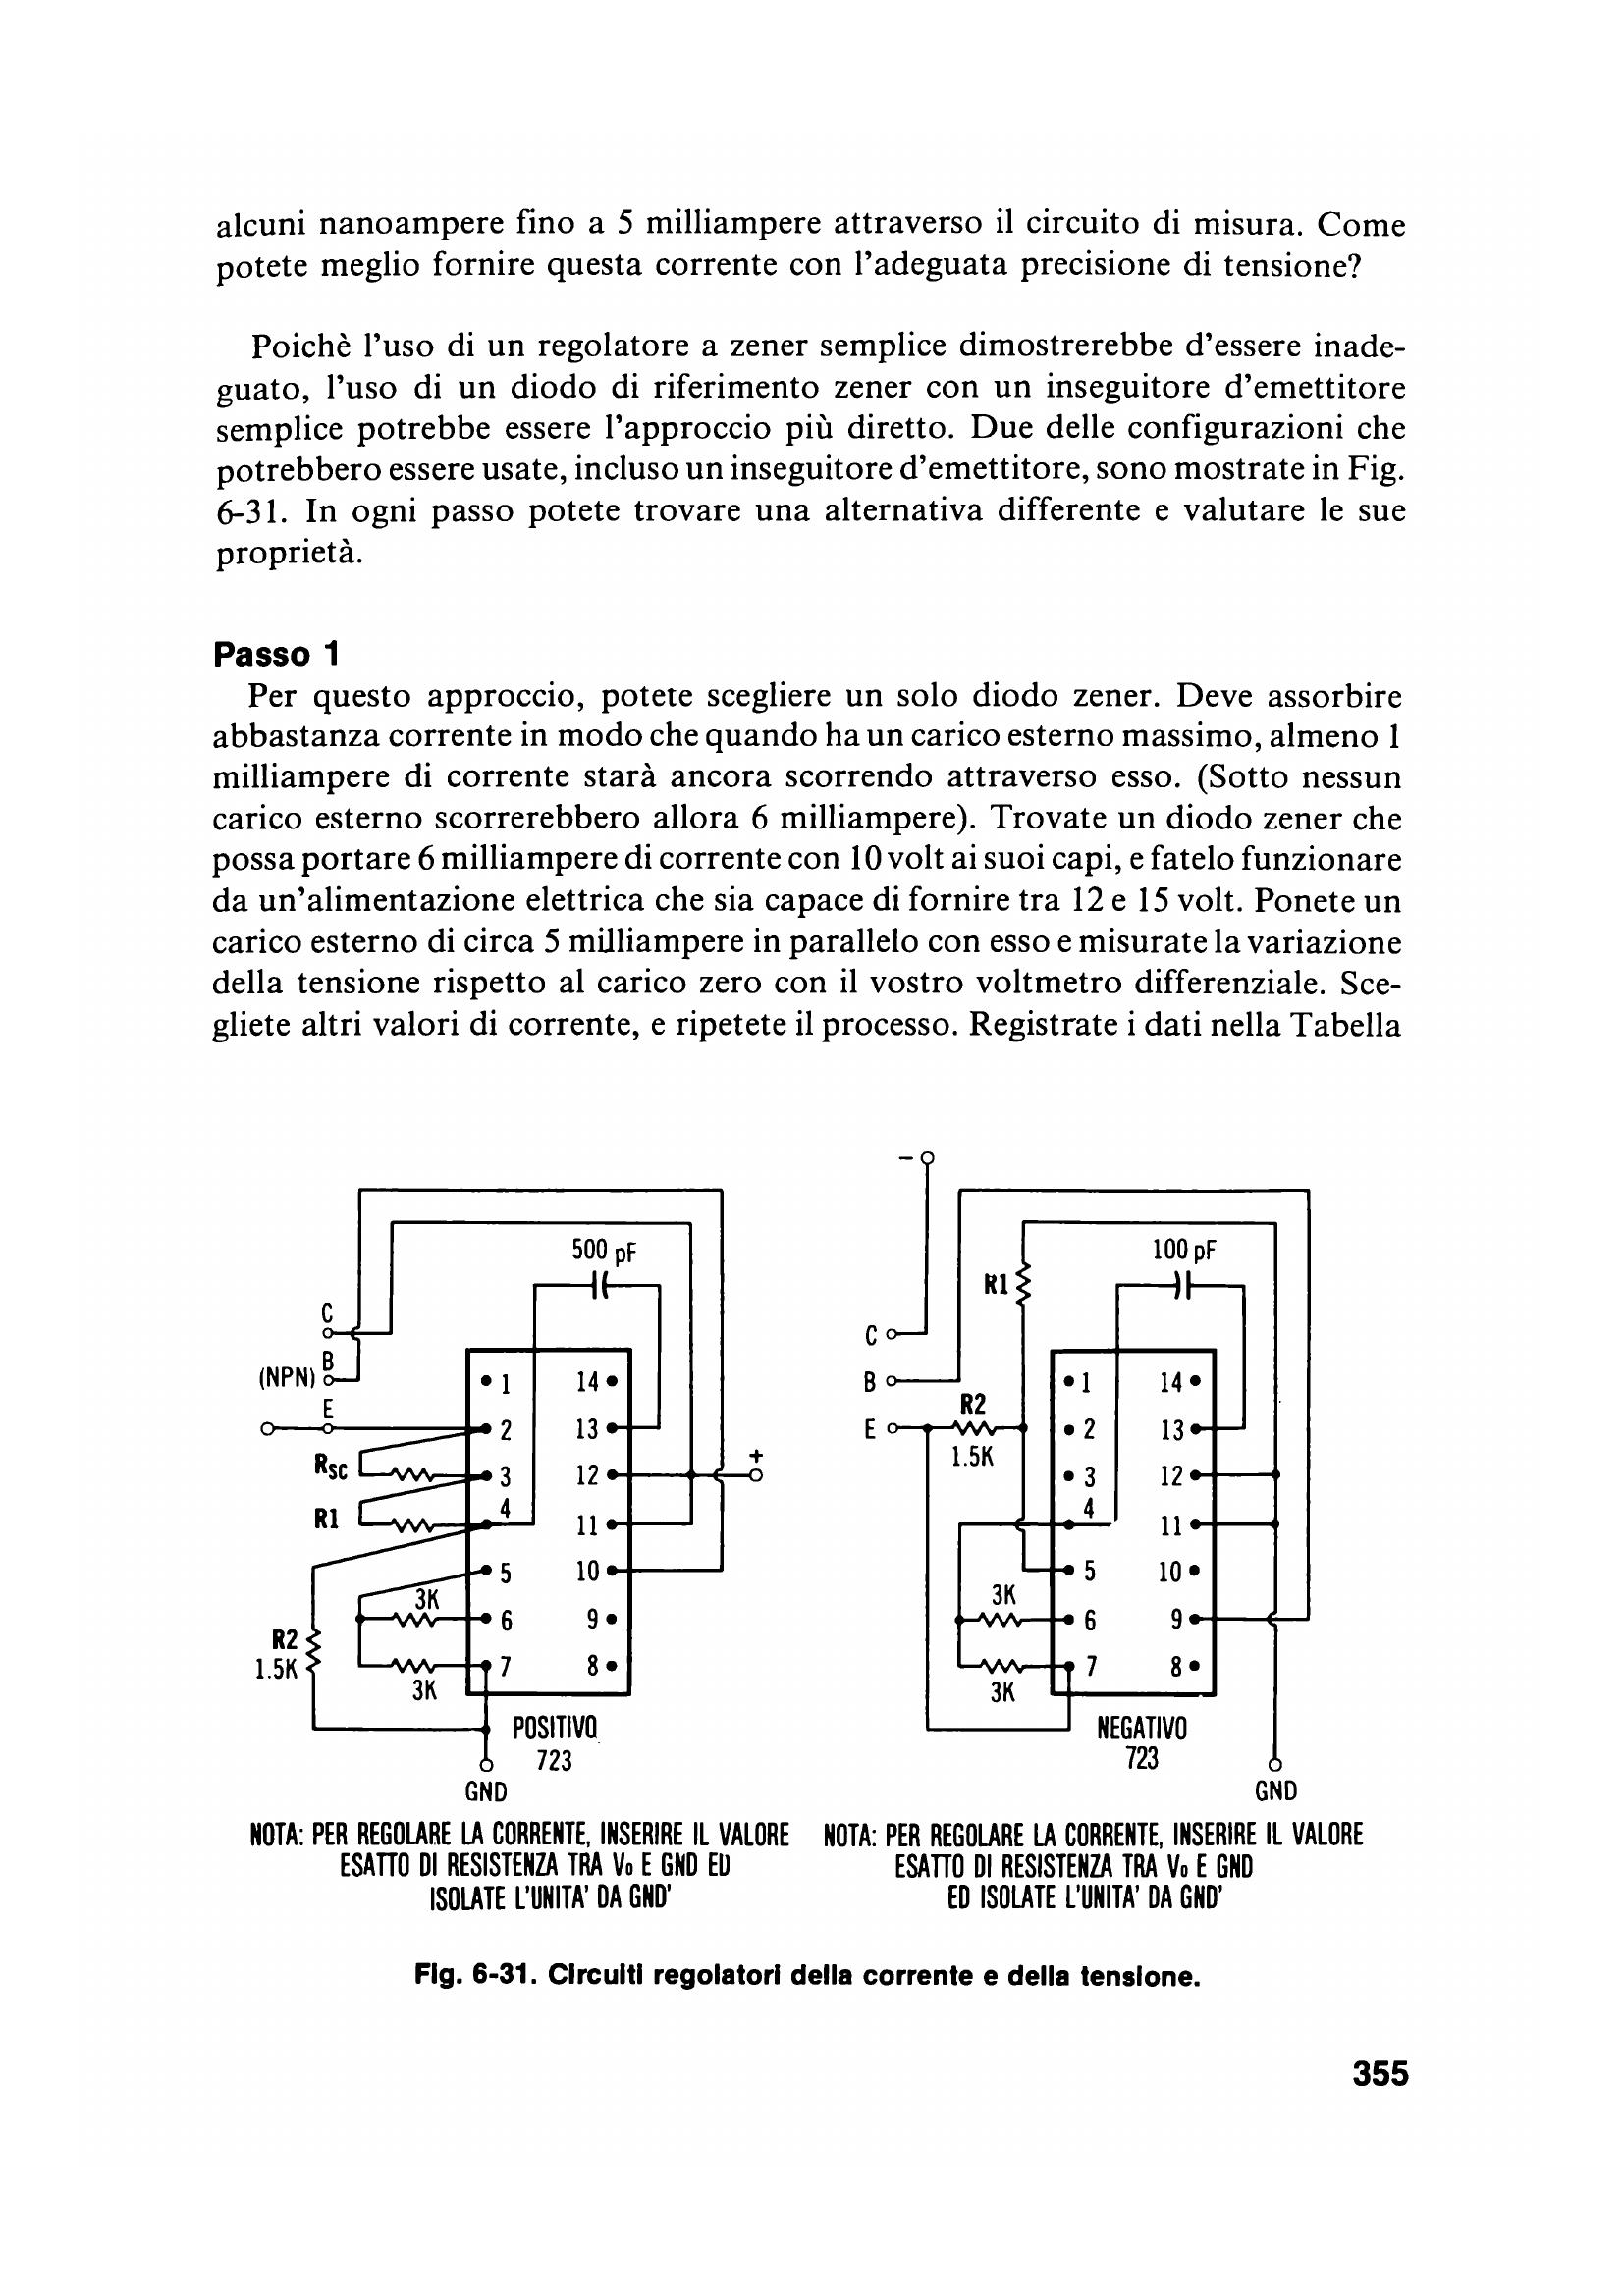 alcuni nanoampere fino a 5 milliampere attraverso il circuito di misura. Come
potete meglio fornire questa corrente con l'adeguata precisione di tensione?
Poichè l'uso di un regolatore a zener semplice dimostrerebbe d'essere inade-
guato, l'uso di un diodo di riferimento zener con un inseguitore d'emettitore
semplice potrebbe essere l'approccio più diretto. Due delle configurazioni che
potrebbero essere usate, incluso un inseguitore d'emettitore, sono mostrate in Fig.
6-31. In ogni passo potete trovare una alternativa differente e valutare le sue
proprietà.
Passo 1
Per questo approccio, potete scegliere un solo diodo zener. Deve assorbire
abbastanza corrente in modo che quando ha un carico esterno massimo, almeno 1
milliampere di corrente starà ancora scorrendo attraverso esso. (Sotto nessun
carico esterno scorrerebbero allora 6 milliampere). Trovate un diodo zener che
possa portare 6 milliampere di corrente con 10 volt ai suoi capi, e fatelo funzionare
da un'alimentazione elettrica che sia capace di fornire tra 12 e 15 volt. Ponete un
carico esterno di circa 5 milliampere in parallelo con esso e misurate la variazione
della tensione rispetto al carico zero con il vostro voltmetro differenziale. Sce-
gliete altri valori di corrente, e ripetete il processo. Registrate i dati nella Tabella
500 pF
C
B
(NPN)
E
RSC
R1
R2
1.5K
3K
3K
1
2
3
4
5
6
7
14
13
12
11
10
9
8
+
POSITIVO
723
GND
NOTA: PER REGOLARE LA CORRENTE, INSERIRE IL VALORE
ESATTO DI RESISTENZA TRA Vo E GND ED
ISOLATE L'UNITA' DA GND'
–
100 pF
R1
C
B
E
R2
1.5K
3K
3K
1
2
3
4
5
6
7
14
13
12
11
10
9
8
NEGATIVO
723
GND
NOTA: PER REGOLARE LA CORRENTE, INSERIRE IL VALORE
ESATTO DI RESISTENZA TRA Vo E GND
ED ISOLATE L'UNITA' DA GND'
Fig. 6-31. Circuiti regolatori della corrente e della tensione.
355